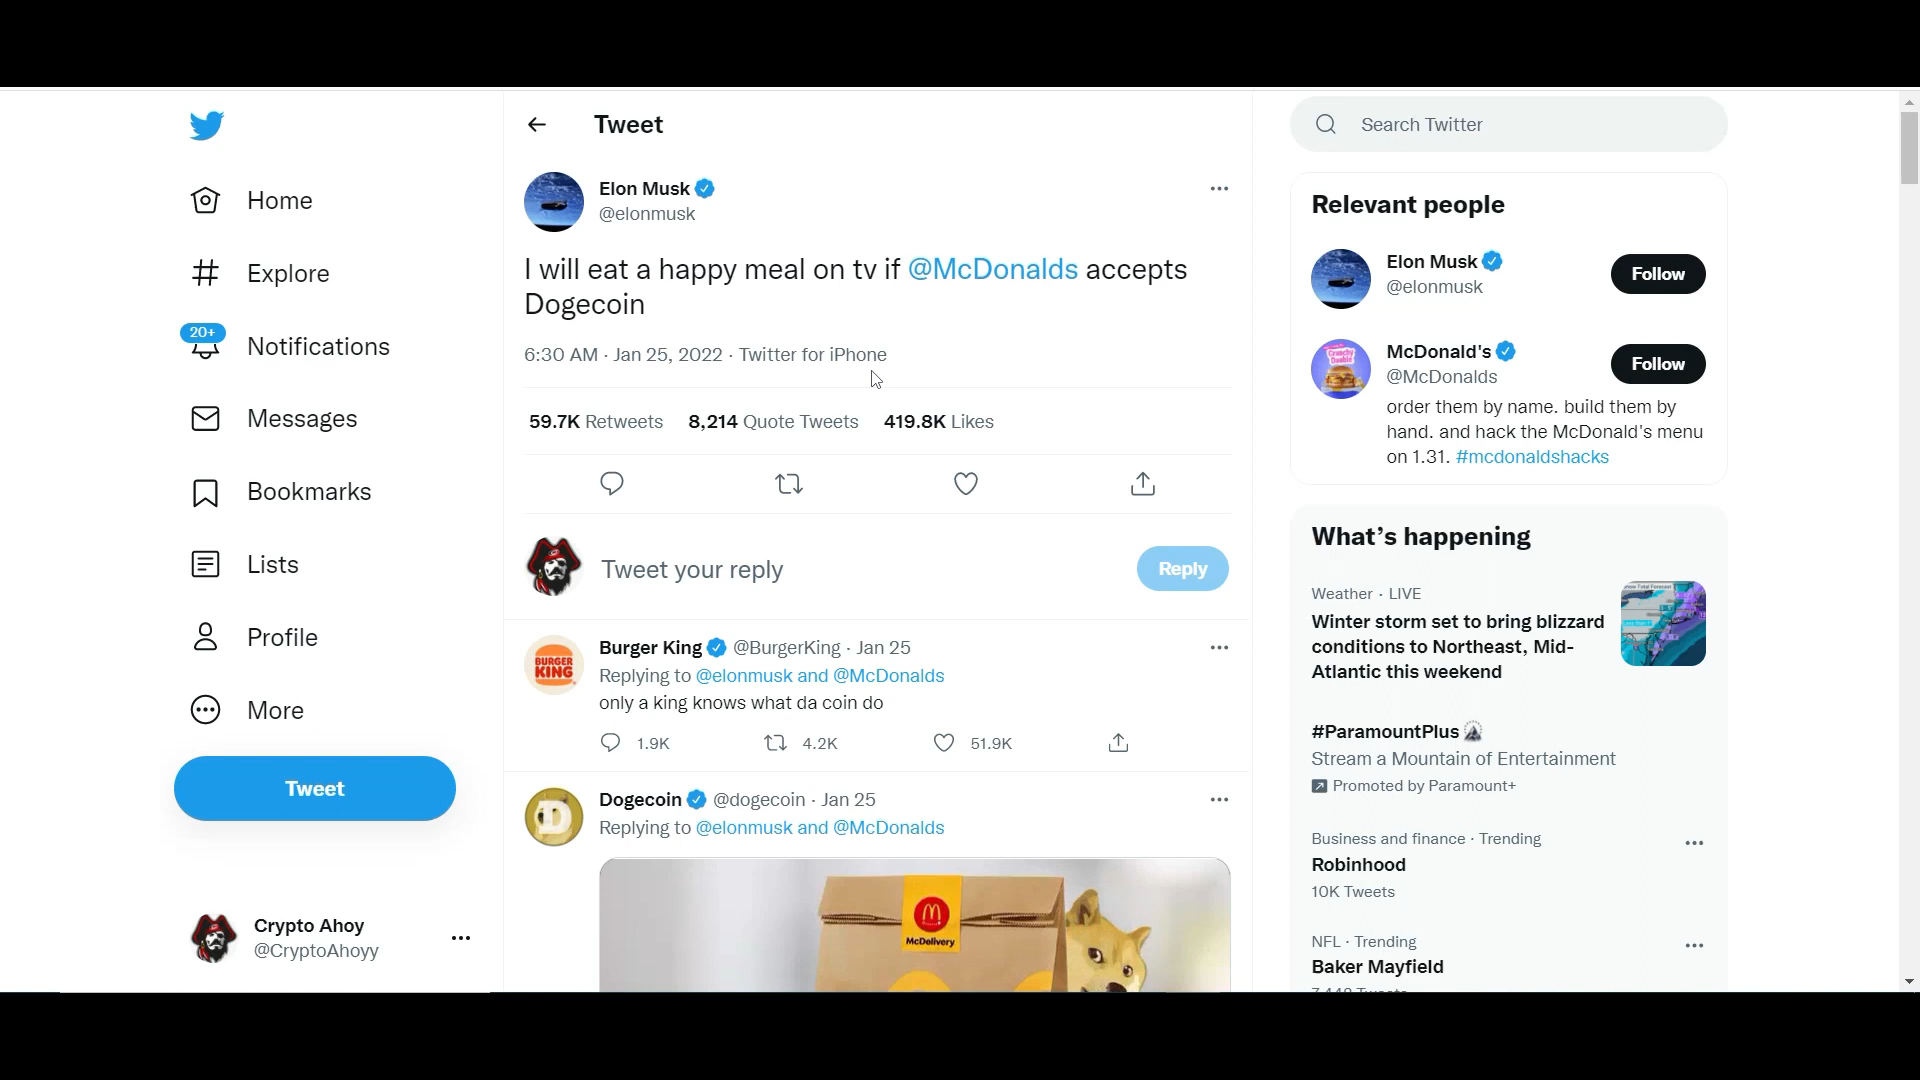 Home
Explore
20+
Notifications
Messages
Bookmarks
Lists
Profile
More
Tweet
Crypto Ahoy
@CryptoAhoyy
Tweet
Elon Musk
@elonmusk
I will eat a happy meal on tv if @McDonalds accepts
Dogecoin
6:30 AM · Jan 25, 2022 · Twitter for iPhone
59.7K Retweets 8,214 Quote Tweets 419.8K Likes
Tweet your reply
Reply
BURGER
KING
Burger King @BurgerKing · Jan 25
Replying to @elonmusk and @McDonalds
only a king knows what da coin do
1.9K 4.2K 51.9K
Dogecoin @dogecoin · Jan 25
Replying to @elonmusk and @McDonalds
McDelivery
Search Twitter
Relevant people
Elon Musk
@elonmusk
Follow
McDonald's
@McDonalds
Follow
order them by name. build them by
hand. and hack the McDonald's menu
on 1.31. #mcdonaldshacks
What's happening
Weather · LIVE
Winter storm set to bring blizzard
conditions to Northeast, Mid-
Atlantic this weekend
#ParamountPlus
Stream a Mountain of Entertainment
Promoted by Paramount+
Business and finance · Trending
Robinhood
10K Tweets
NFL · Trending
Baker Mayfield